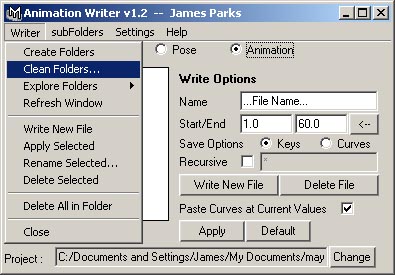 Animation Writer v1.2 -- James Parks
Writer subFolders Settings Help
Create Folders
Clean Folders...
Explore Folders
Refresh Window
Write New File
Apply Selected
Rename Selected...
Delete Selected
Delete All in Folder
Close
Pose Animation
Write Options
Name ...File Name...
Start/End 1.0 60.0 <--
Save Options Keys Curves
Recursive *
Write New File Delete File
Paste Curves at Current Values
Apply Default
Project : C:/Documents and Settings/James/My Documents/may Change